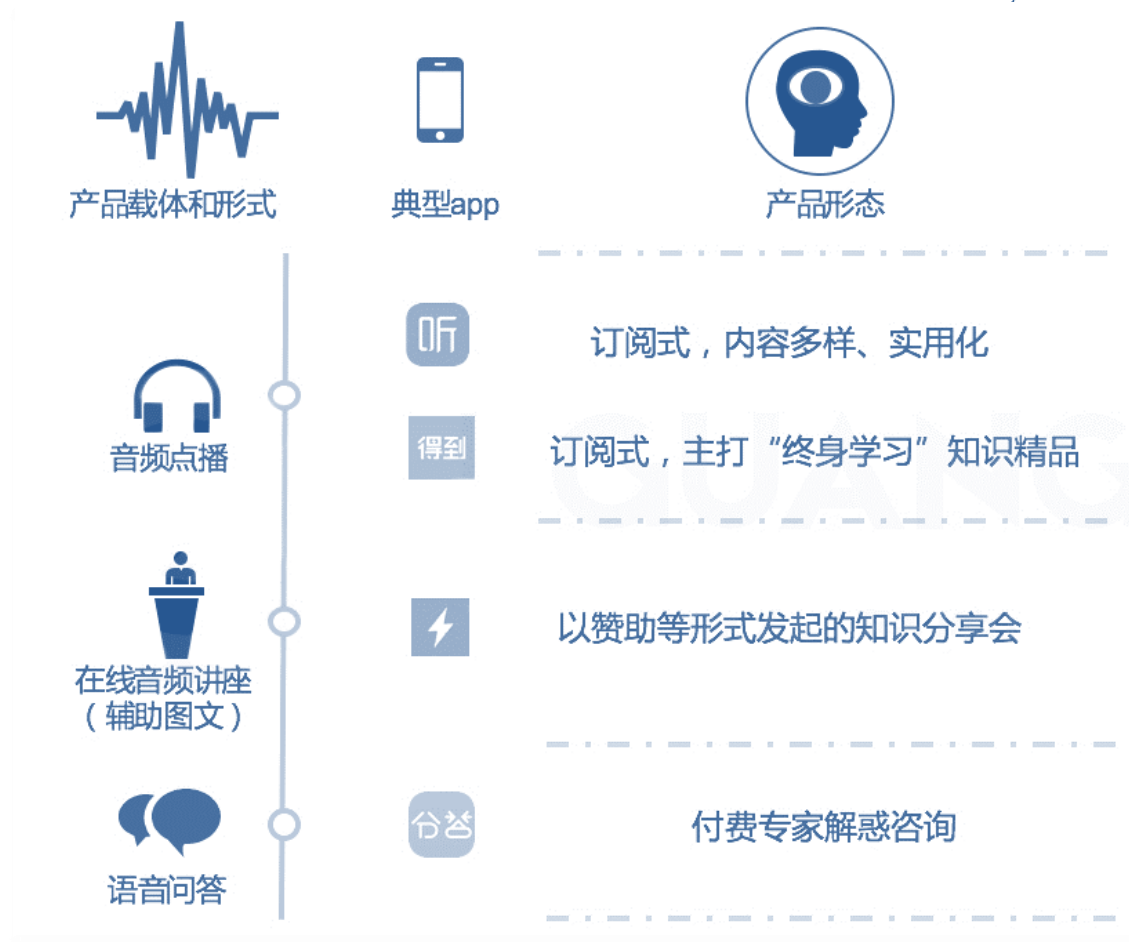 产品载体和形式
典型app
产品形态
听
订阅式，内容多样、实用化
音频点播
得到
订阅式，主打“终身学习”知识精品
GUANG
以赞助等形式发起的知识分享会
在线音频讲座
（辅助图文）
分答
付费专家解惑咨询
语音问答